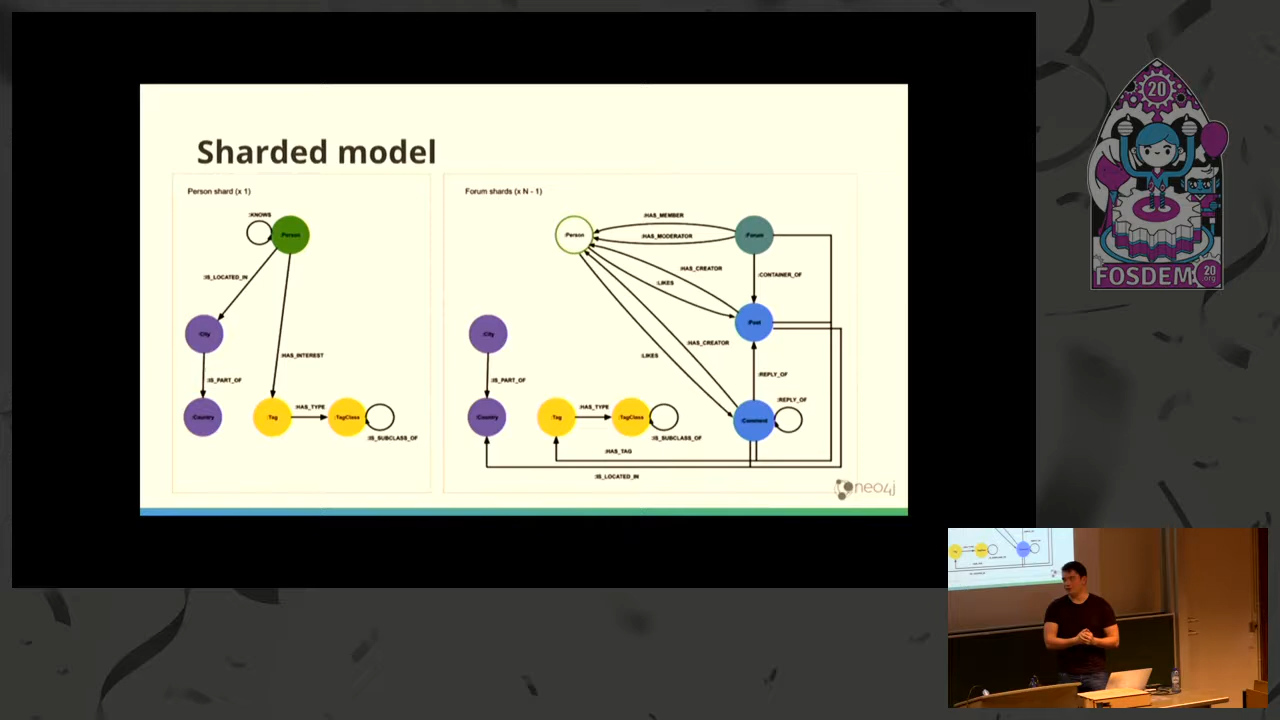 Sharded model
Person shard (x 1)
:KNOWS
:Person
:IS_LOCATED_IN
:City
:HAS_INTEREST
:IS_PART_OF
:Country
:Tag
:HAS_TYPE
:TagClass
:IS_SUBCLASS_OF
Forum shards (x N - 1)
:Person
:HAS_MEMBER
:HAS_MODERATOR
:Forum
:HAS_CREATOR
:LIKES
:CONTAINER_OF
:City
:Post
:LIKES
:HAS_CREATOR
:IS_PART_OF
:REPLY_OF
:Country
:Tag
:HAS_TYPE
:TagClass
:IS_SUBCLASS_OF
:Comment
:REPLY_OF
:HAS_TAG
:IS_LOCATED_IN
neo4j
20
FOSDEM
20
.org